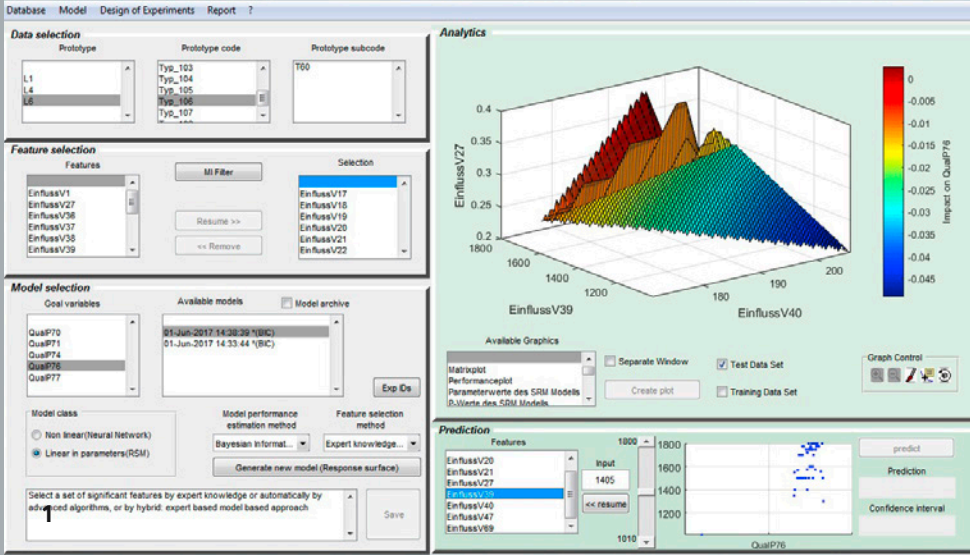 Database Model Design of Experiments Report ?
Data selection
Prototype
L1
L4
L6
Prototype code
Typ_103
Typ_104
Typ_105
Typ_106
Typ_107
Prototype subcode
T60
Feature selection
Features
EinflussV1
EinflussV27
EinflussV36
EinflussV37
EinflussV38
EinflussV39
MI Filter
Resume >>
<< Remove
Selection
EinflussV17
EinflussV18
EinflussV19
EinflussV20
EinflussV21
EinflussV22
Model selection
Goal variables
QualP70
QualP71
QualP74
QualP76
QualP77
Available models
Model archive
01-Jun-2017 14:38:39 *(BIC)
01-Jun-2017 14:33:44 *(BIC)
Exp IDs
Model class
Non linear(Neural Network)
Linear in parameters(RSM)
Model performance
estimation method
Bayesian Informat...
Feature selection
method
Expert knowledge...
Generate new model (Response surface)
Select a set of significant features by expert knowledge or automatically by
advanced algorithms, or by hybrid: expert based model based approach
1
Save
Analytics
EinflussV27
0.4
0.35
0.3
0.25
0.2
1800
1600
1400
1200
EinflussV39
180
190
200
EinflussV40
0
-0.005
-0.01
-0.015
-0.02
-0.025
-0.03
-0.035
-0.04
-0.045
Impact on QualP76
Available Graphics
Matrixplot
Performanceplot
Parameterwerte des SRM Modells
P-Werte des SRM Modells
Separate Window
Create plot
Test Data Set
Training Data Set
Graph Control
Prediction
Features
EinflussV20
EinflussV21
EinflussV27
EinflussV39
EinflussV40
EinflussV47
EinflussV69
Input
1405
<< resume
1800
1010
1800
1600
1400
1200
QualP76
predict
Prediction
Confidence interval